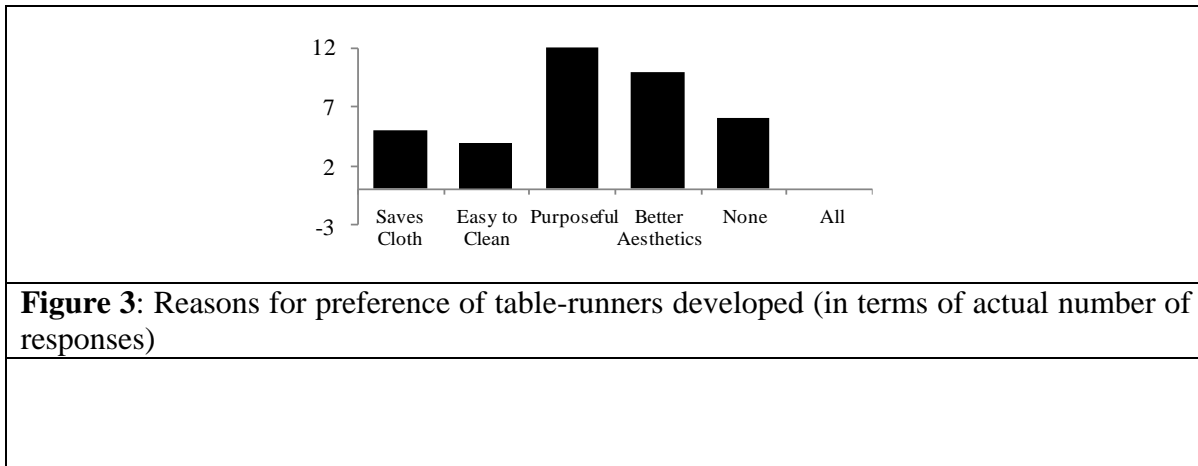 12
7
2
-3
Saves Easy to Purposeful Better None All
Cloth Clean Aesthetics
Figure 3: Reasons for preference of table-runners developed (in terms of actual number of
responses)